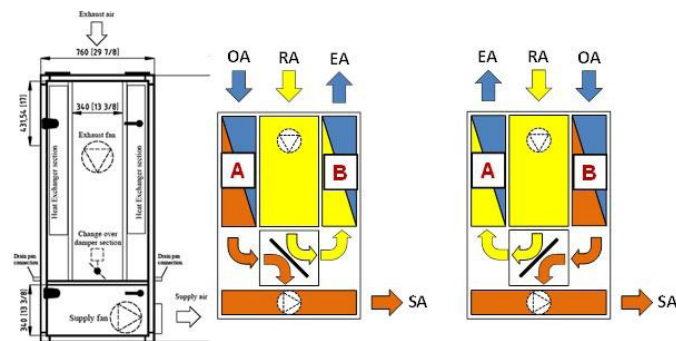 Exhaust air
760 [29 7/8]
431,54 [17]
340 [13 3/8]
Exhaust fan
Heat Exchanger section
Heat Exchanger section
Change over
damper section
Drain pan
connection
Drain pan
connection
340 [13 3/8]
Supply fan
Supply air
OA RA EA
A B
SA
EA RA OA
A B
SA